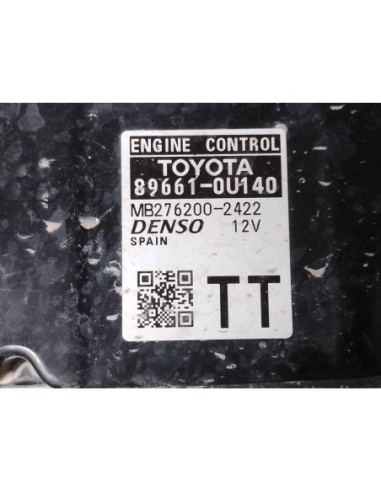 ENGINE CONTROL
TOYOTA
89661-0U140
MB276200-2422
DENSO 12V
SPAIN
TT